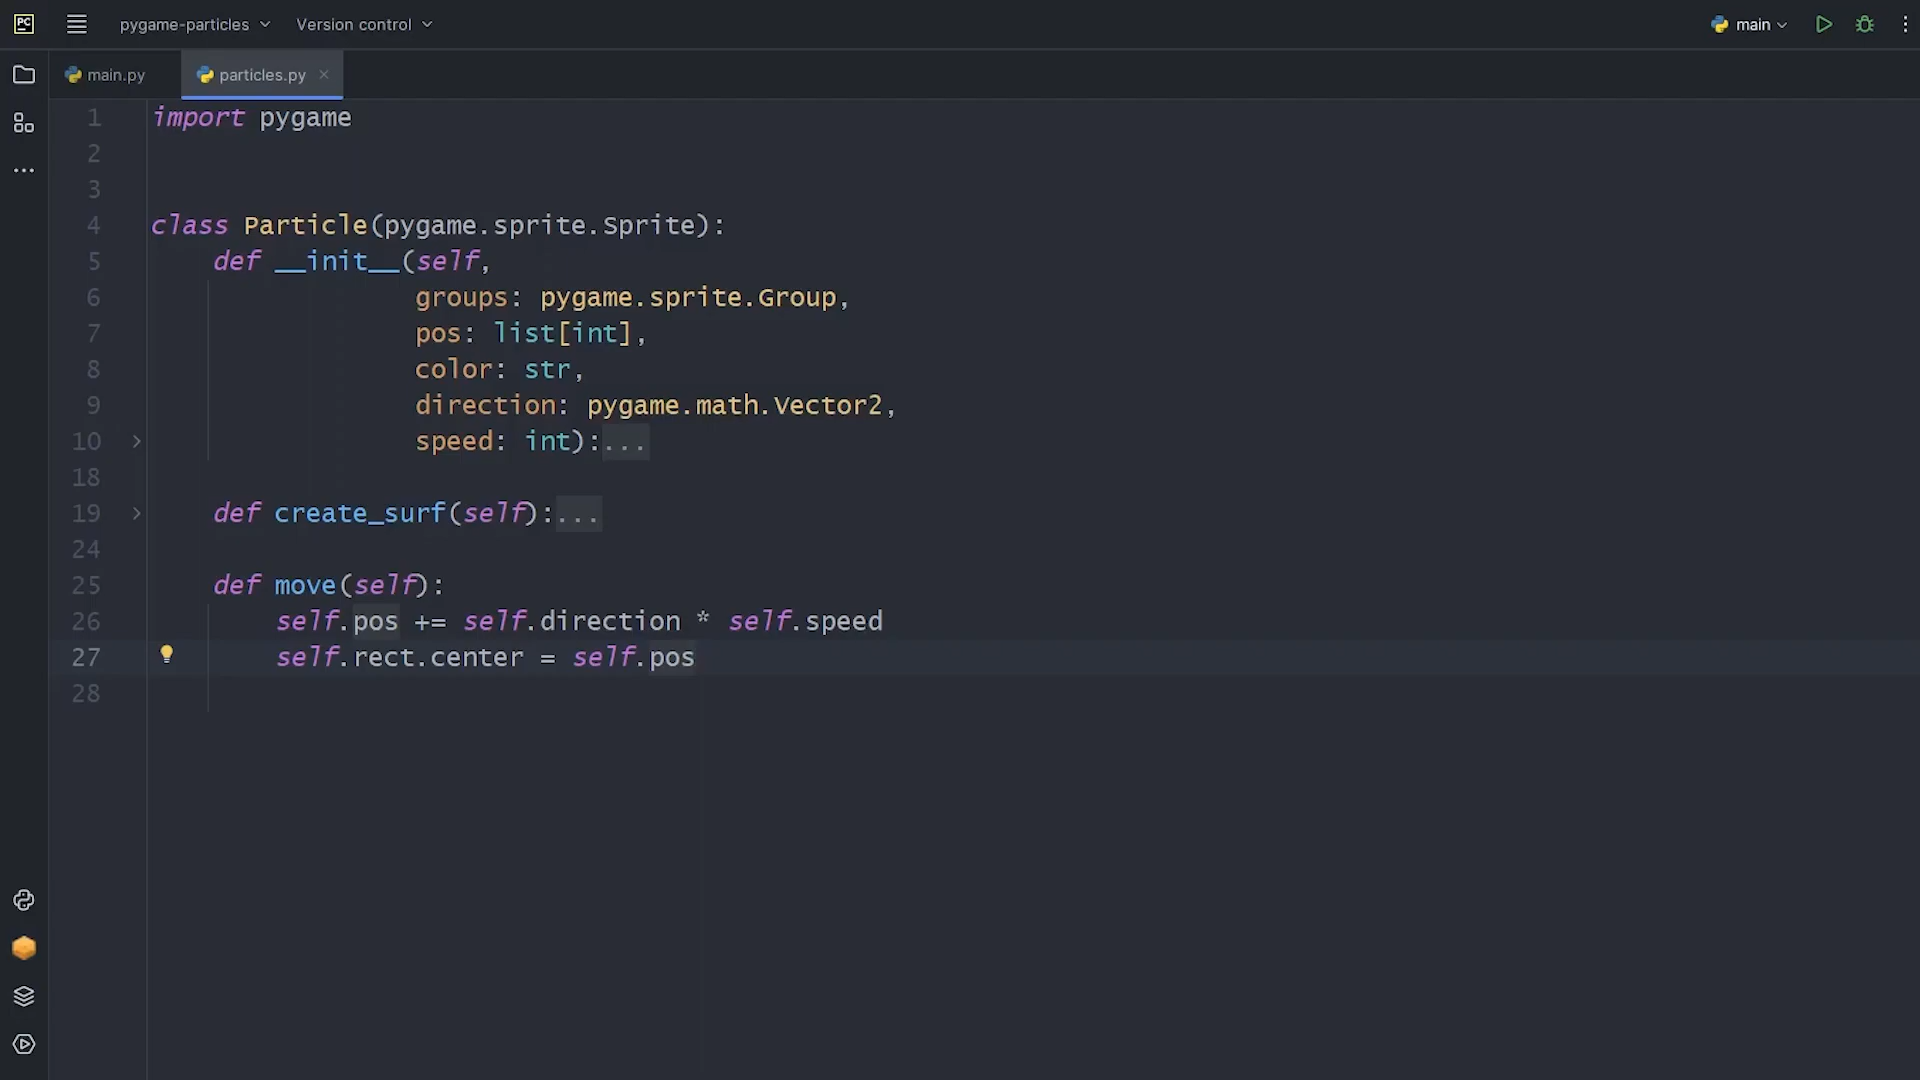 PC pygame-particles Version control main
main.py particles.py
1 import pygame
2
3
4 class Particle(pygame.sprite.Sprite):
5 def __init__(self,
6 groups: pygame.sprite.Group,
7 pos: list[int],
8 color: str,
9 direction: pygame.math.Vector2,
10 speed: int):...
18
19 def create_surf(self):...
24
25 def move(self):
26 self.pos += self.direction * self.speed
27 self.rect.center = self.pos
28